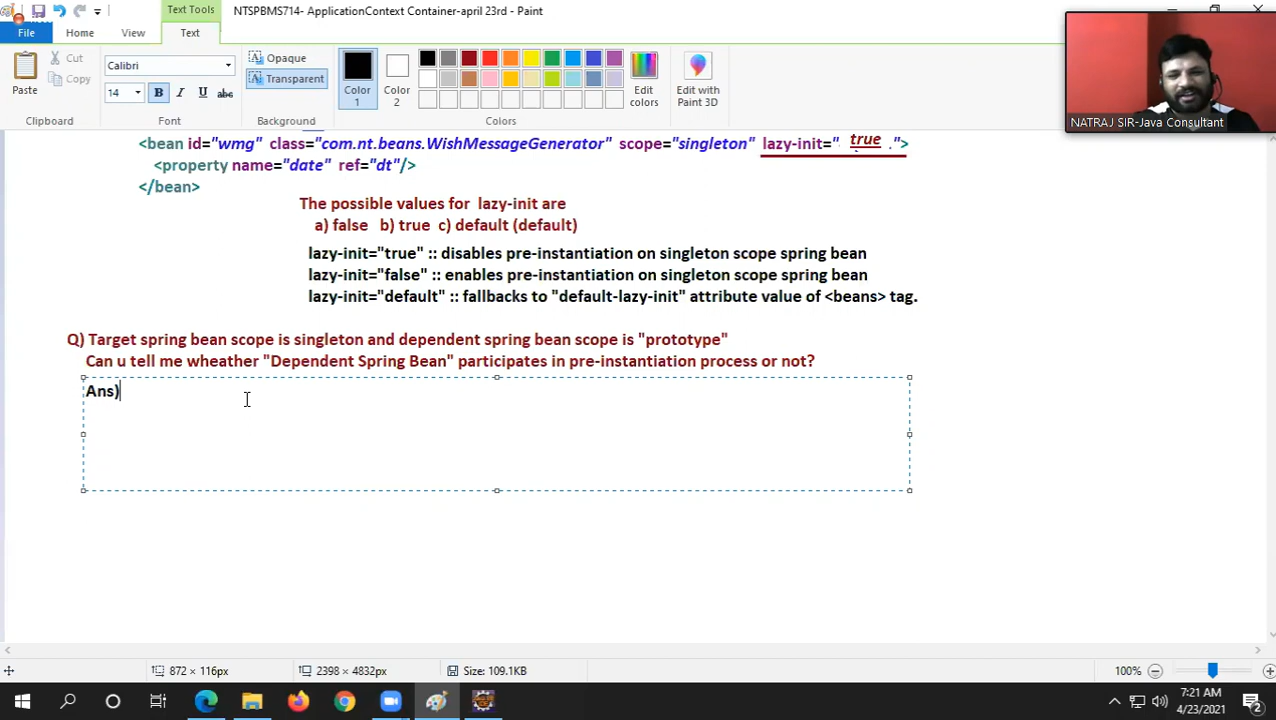 Text Tools
NTSPBMS714- ApplicationContext Container-april 23rd - Paint
File
Home
View
Text
Paste
Cut
Copy
Clipboard
Calibri
14
B
I
U
abc
Font
Opaque
Transparent
Background
Color 1
Color 2
Edit colors
Colors
Edit with Paint 3D
NATRAJ SIR-Java Consultant
<bean id="wmg" class="com.nt.beans.WishMessageGenerator" scope="singleton" lazy-init=". true .">
<property name="date" ref="dt"/>
</bean>
The possible values for lazy-init are
a) false b) true c) default (default)
lazy-init="true" :: disables pre-instantiation on singleton scope spring bean
lazy-init="false" :: enables pre-instantiation on singleton scope spring bean
lazy-init="default" :: fallbacks to "default-lazy-init" attribute value of <beans> tag.
Q) Target spring bean scope is singleton and dependent spring bean scope is "prototype"
Can u tell me wheather "Dependent Spring Bean" participates in pre-instantiation process or not?
Ans)
872 × 116px
2398 × 4832px
Size: 109.1KB
100%
7:21 AM
4/23/2021
2